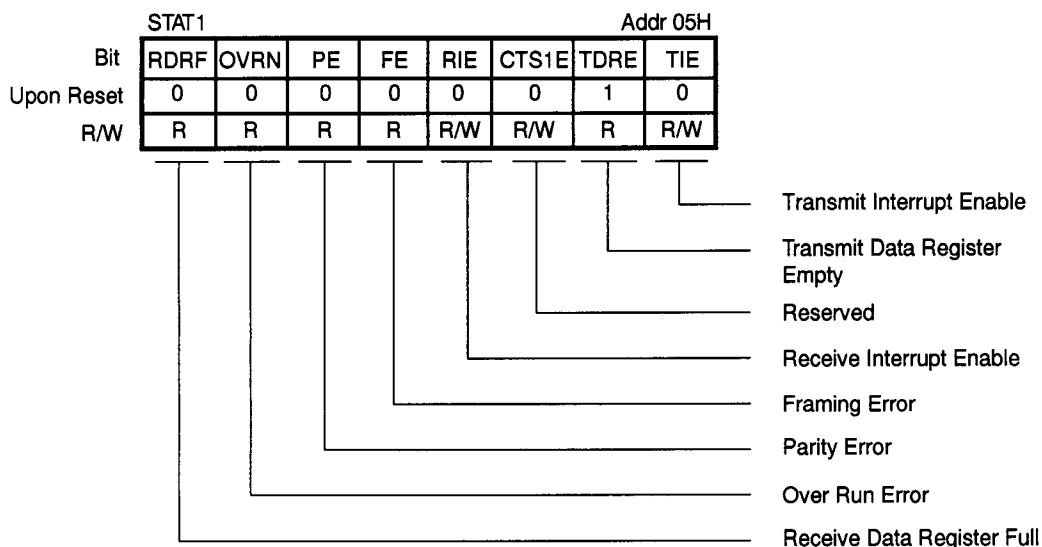 STAT1 Addr 05H
Bit RDRF OVRN PE FE RIE CTS1E TDRE TIE
Upon Reset 0 0 0 0 0 0 1 0
R/W R R R R R/W R/W R R/W
Transmit Interrupt Enable
Transmit Data Register
Empty
Reserved
Receive Interrupt Enable
Framing Error
Parity Error
Over Run Error
Receive Data Register Full